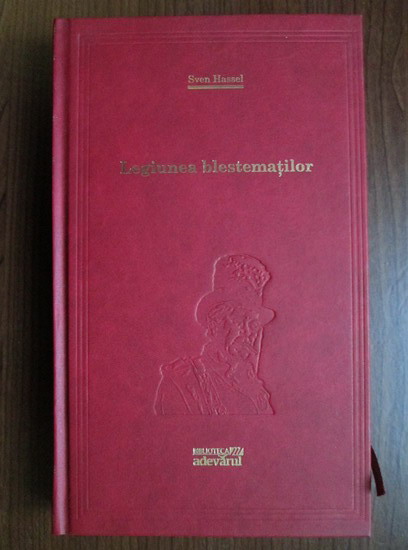 Sven Hassel
Legiunea blestemaților
BIBLIOTECA
adevărul